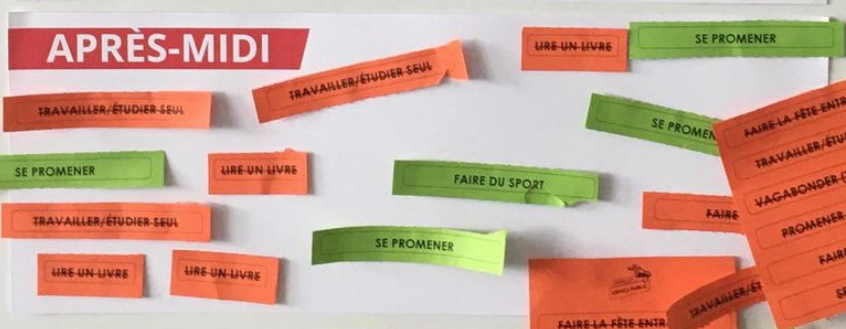 APRÈS-MIDI
LIRE UN LIVRE
SE PROMENER
TRAVAILLER/ÉTUDIER SEUL
TRAVAILLER/ÉTUDIER SEUL
SE PROMEN
FAIRE LA FÊTE ENTR
TRAVAILLER/ÉTU
VAGABONDER
PROMENER
FAIRE
SE PROMENER
LIRE UN LIVRE
FAIRE DU SPORT
FAIRE
TRAVAILLER/ÉTUDIER SEUL
SE PROMENER
LIRE UN LIVRE
LIRE UN LIVRE
TRAVAILLER/ÉT
FAIRE LA FÊTE ENTR